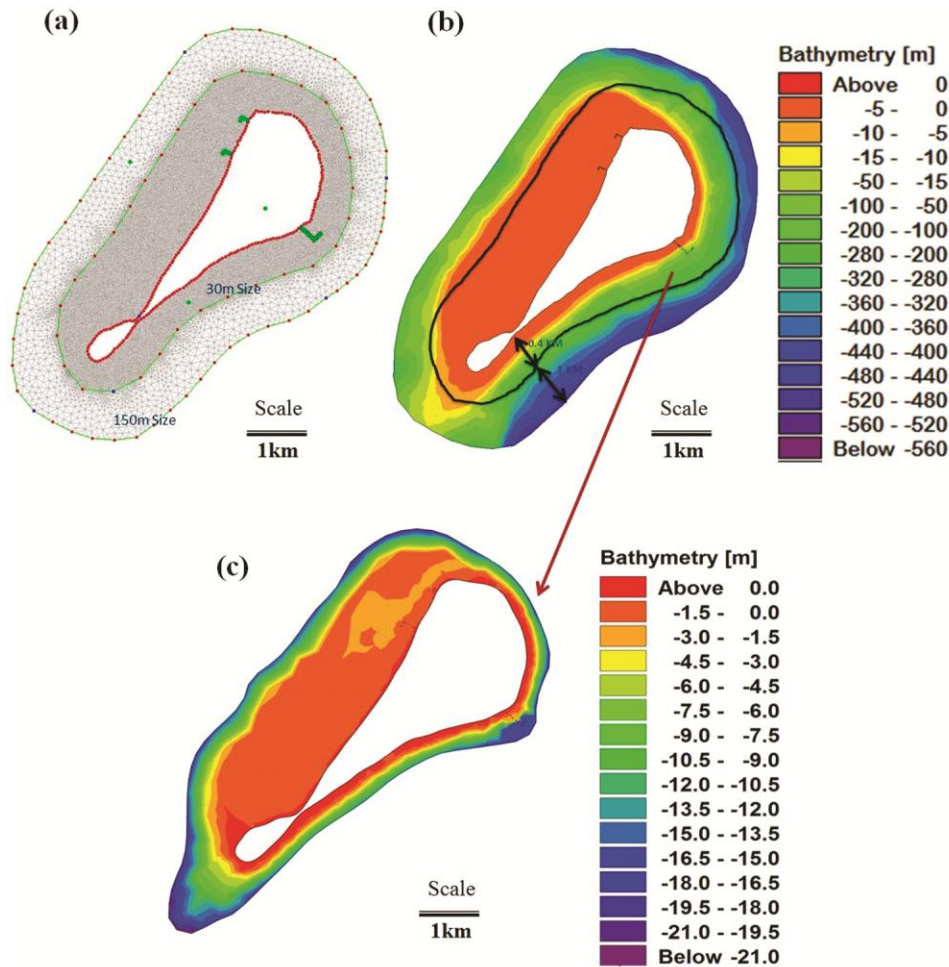 (a)
30m Size
150m Size
Scale
1km
(b)
0.4 KM
1 KM
Scale
1km
Bathymetry [m]
Above 0
-5 - 0
-10 - -5
-15 - -10
-50 - -15
-100 - -50
-200 - -100
-280 - -200
-320 - -280
-360 - -320
-400 - -360
-440 - -400
-480 - -440
-520 - -480
-560 - -520
Below -560
(c)
Scale
1km
Bathymetry [m]
Above 0.0
-1.5 - 0.0
-3.0 - -1.5
-4.5 - -3.0
-6.0 - -4.5
-7.5 - -6.0
-9.0 - -7.5
-10.5 - -9.0
-12.0 - -10.5
-13.5 - -12.0
-15.0 - -13.5
-16.5 - -15.0
-18.0 - -16.5
-19.5 - -18.0
-21.0 - -19.5
Below -21.0